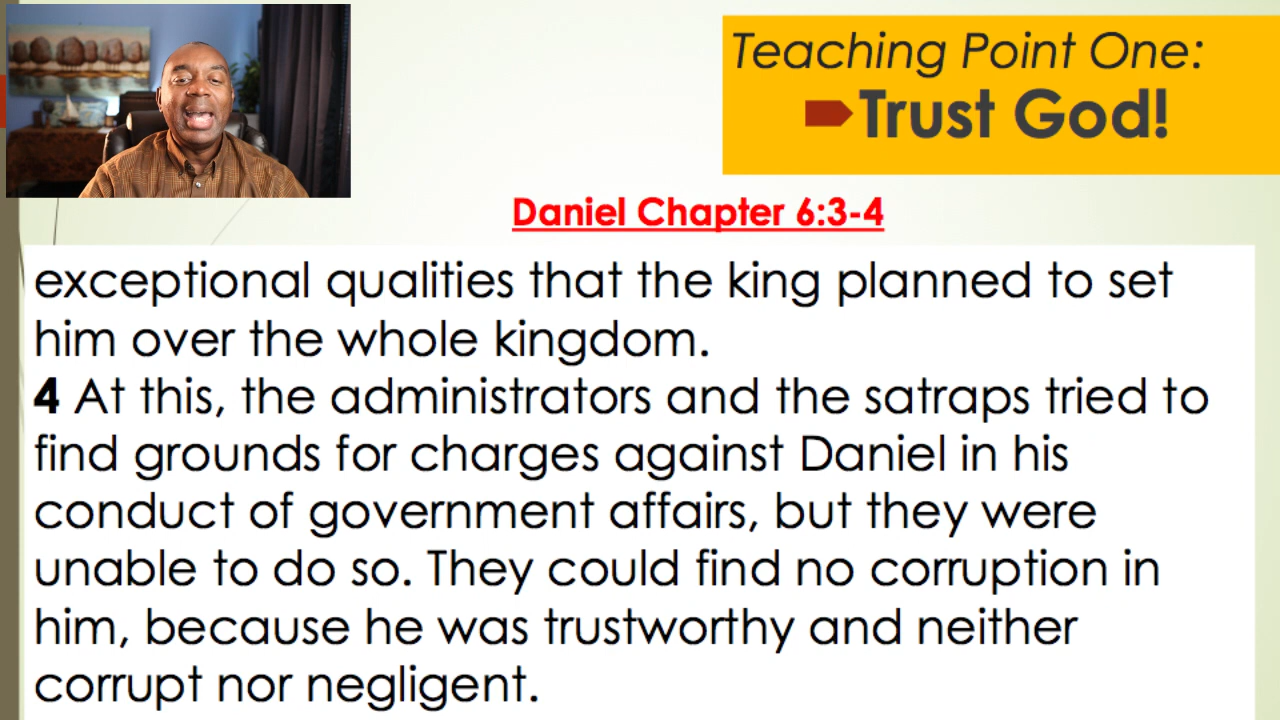 Teaching Point One:
Trust God!
Daniel Chapter 6:3-4
exceptional qualities that the king planned to set
him over the whole kingdom.
4 At this, the administrators and the satraps tried to
find grounds for charges against Daniel in his
conduct of government affairs, but they were
unable to do so. They could find no corruption in
him, because he was trustworthy and neither
corrupt nor negligent.